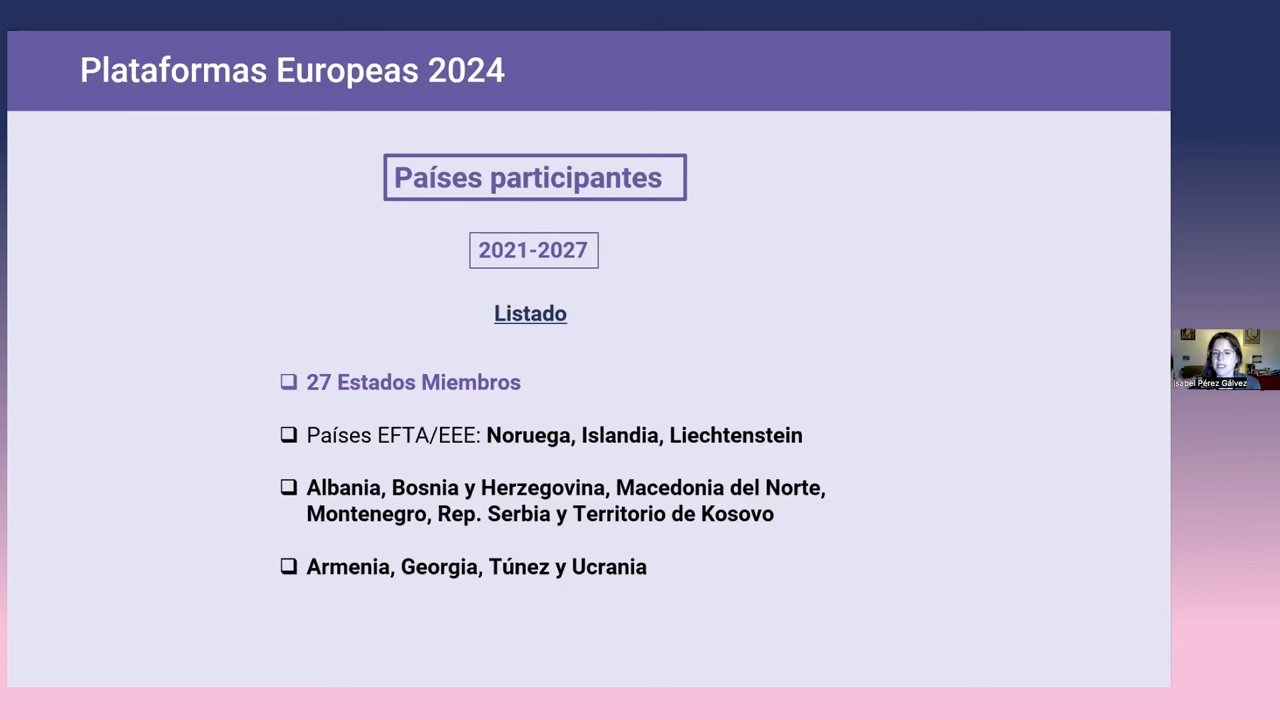 Plataformas Europeas 2024
Países participantes
2021-2027
Listado
27 Estados Miembros
Países EFTA/EEE: Noruega, Islandia, Liechtenstein
Albania, Bosnia y Herzegovina, Macedonia del Norte,
Montenegro, Rep. Serbia y Territorio de Kosovo
Armenia, Georgia, Túnez y Ucrania
Isabel Pérez Gálvez